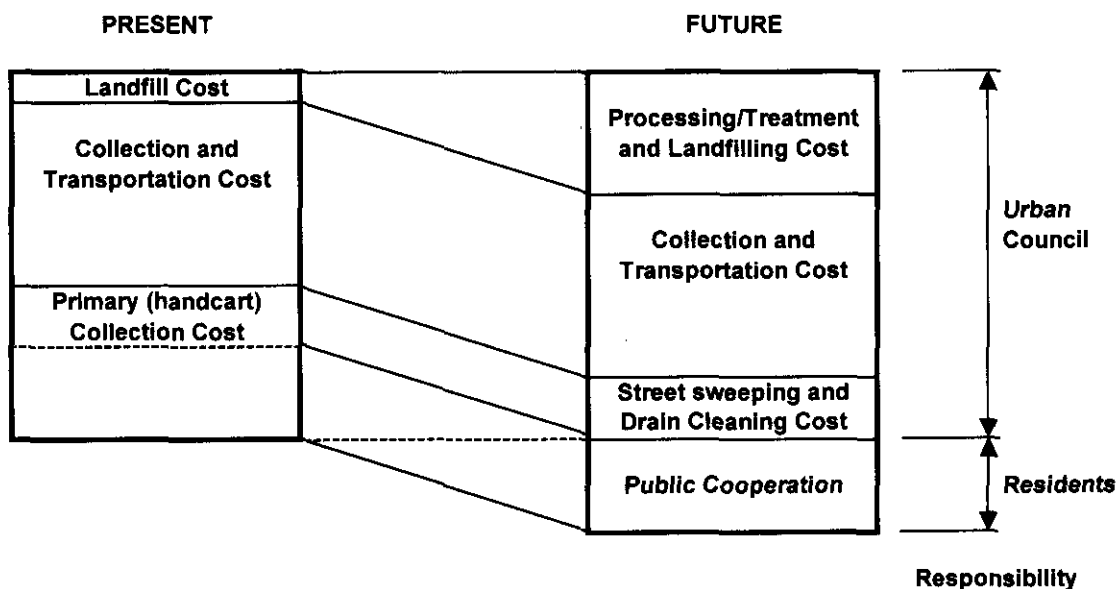 PRESENT
FUTURE
Landfill Cost
Collection and
Transportation Cost
Primary (handcart)
Collection Cost
Processing/Treatment
and Landfilling Cost
Collection and
Transportation Cost
Street sweeping and
Drain Cleaning Cost
Public Cooperation
Urban
Council
Residents
Responsibility